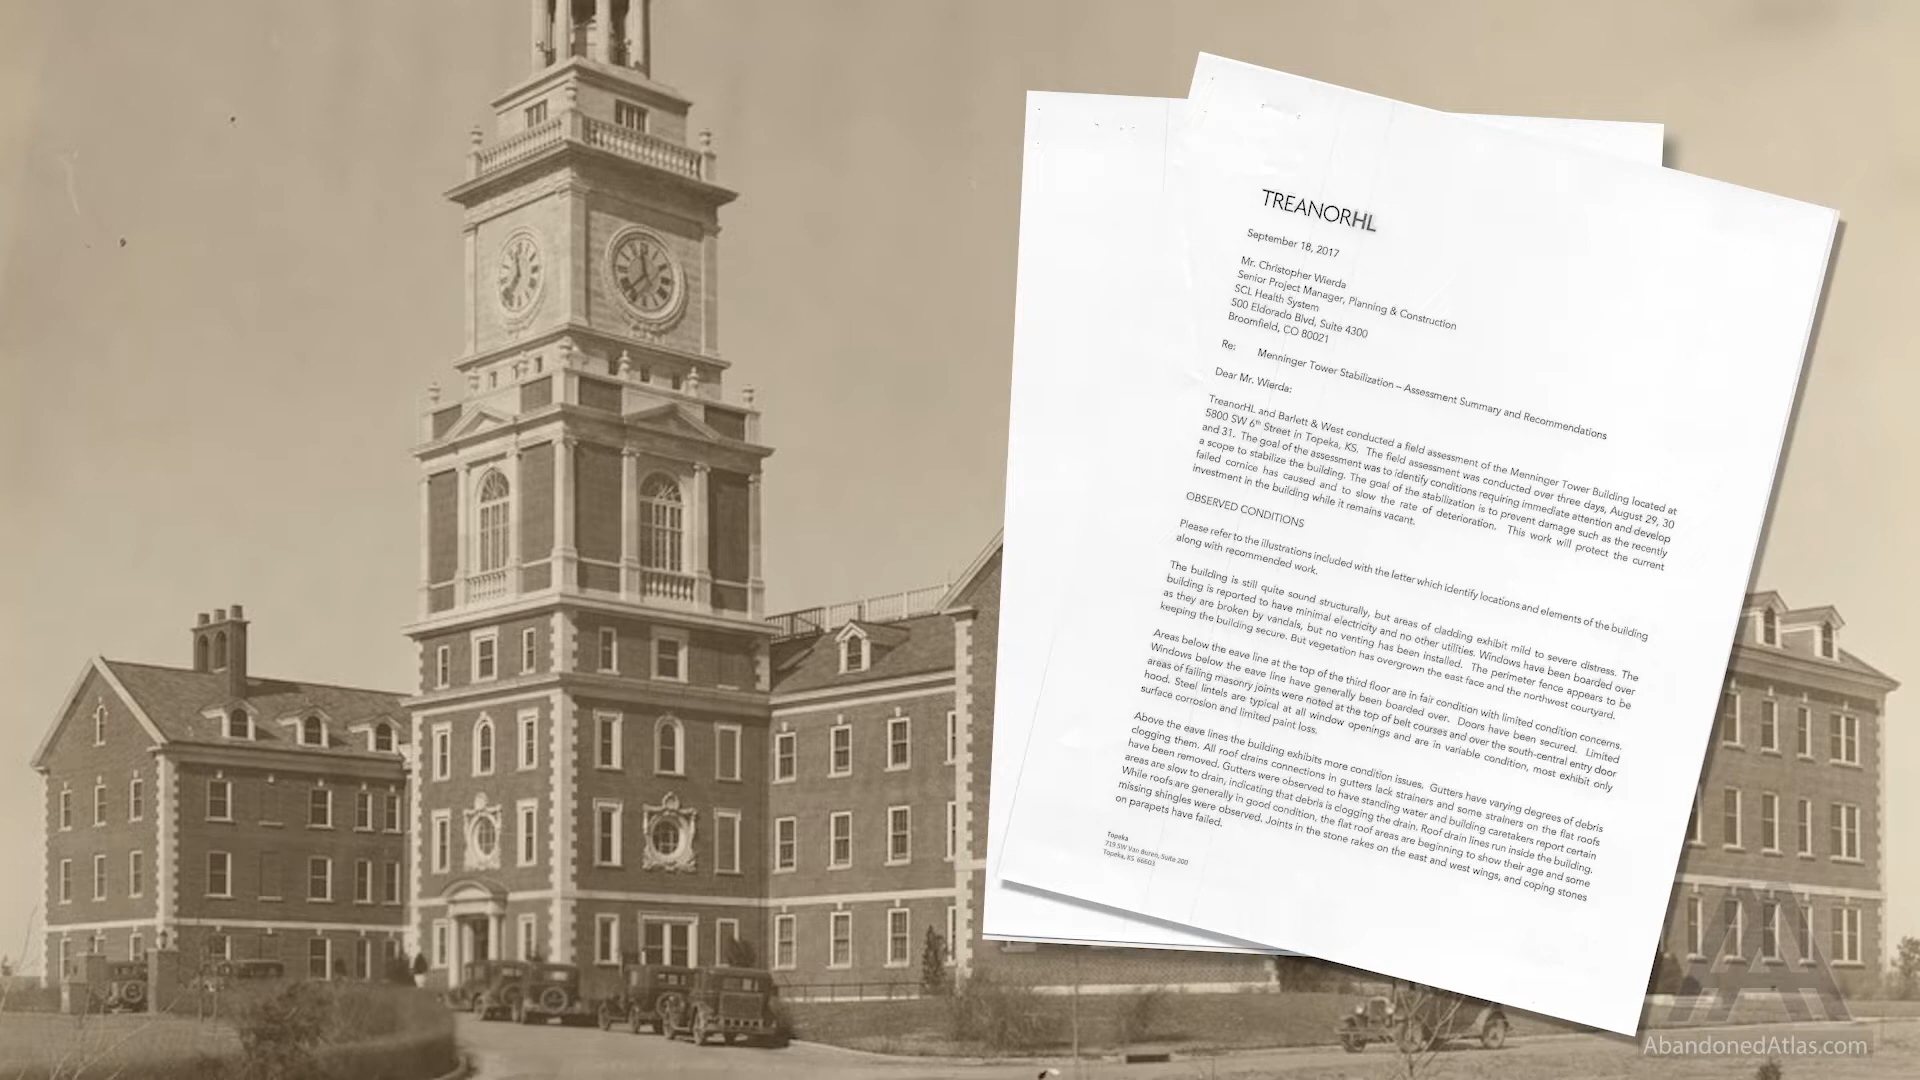 TREANORHL
September 18, 2017
Mr. Christopher Wierda
Senior Project Manager, Planning & Construction
SCL Health System
500 Eldorado Blvd, Suite 4300
Broomfield, CO 80021
Re: Menninger Tower Stabilization – Assessment Summary and Recommendations
Dear Mr. Wierda:
TreanorHL and Barlett & West conducted a field assessment of the Menninger Tower Building located at
5800 SW 6th Street in Topeka, KS. The field assessment was conducted over three days, August 29, 30
and 31. The goal of the assessment was to identify conditions requiring immediate attention and develop
a scope to stabilize the building. The goal of the stabilization is to prevent damage such as the recently
failed cornice has caused and to slow the rate of deterioration. This work will protect the current
investment in the building while it remains vacant.
OBSERVED CONDITIONS
Please refer to the illustrations included with the letter which identify locations and elements of the building
along with recommended work.
The building is still quite sound structurally, but areas of cladding exhibit mild to severe distress. The
building is reported to have minimal electricity and no other utilities. Windows have been boarded over
as they are broken by vandals, but no venting has been installed. The perimeter fence appears to be
keeping the building secure. But vegetation has overgrown the east face and the northwest courtyard.
Areas below the eave line at the top of the third floor are in fair condition with limited condition concerns.
Windows below the eave line have generally been boarded over. Doors have been secured. Limited
areas of failing masonry joints were noted at the top of belt courses and over the south-central entry door
hood. Steel lintels are typical at all window openings and are in variable condition, most exhibit only
surface corrosion and limited paint loss.
Above the eave lines the building exhibits more condition issues. Gutters have varying degrees of debris
clogging them. All roof drains connections in gutters lack strainers and some strainers on the flat roofs
have been removed. Gutters were observed to have standing water and building caretakers report certain
areas are slow to drain, indicating that debris is clogging the drain. Roof drain lines run inside the building.
While roofs are generally in good condition, the flat roof areas are beginning to show their age and some
missing shingles were observed. Joints in the stone rakes on the east and west wings, and coping stones
on parapets have failed.
Topeka
719 SW Van Buren, Suite 200
Topeka, KS 66603
AbandonedAtlas.com